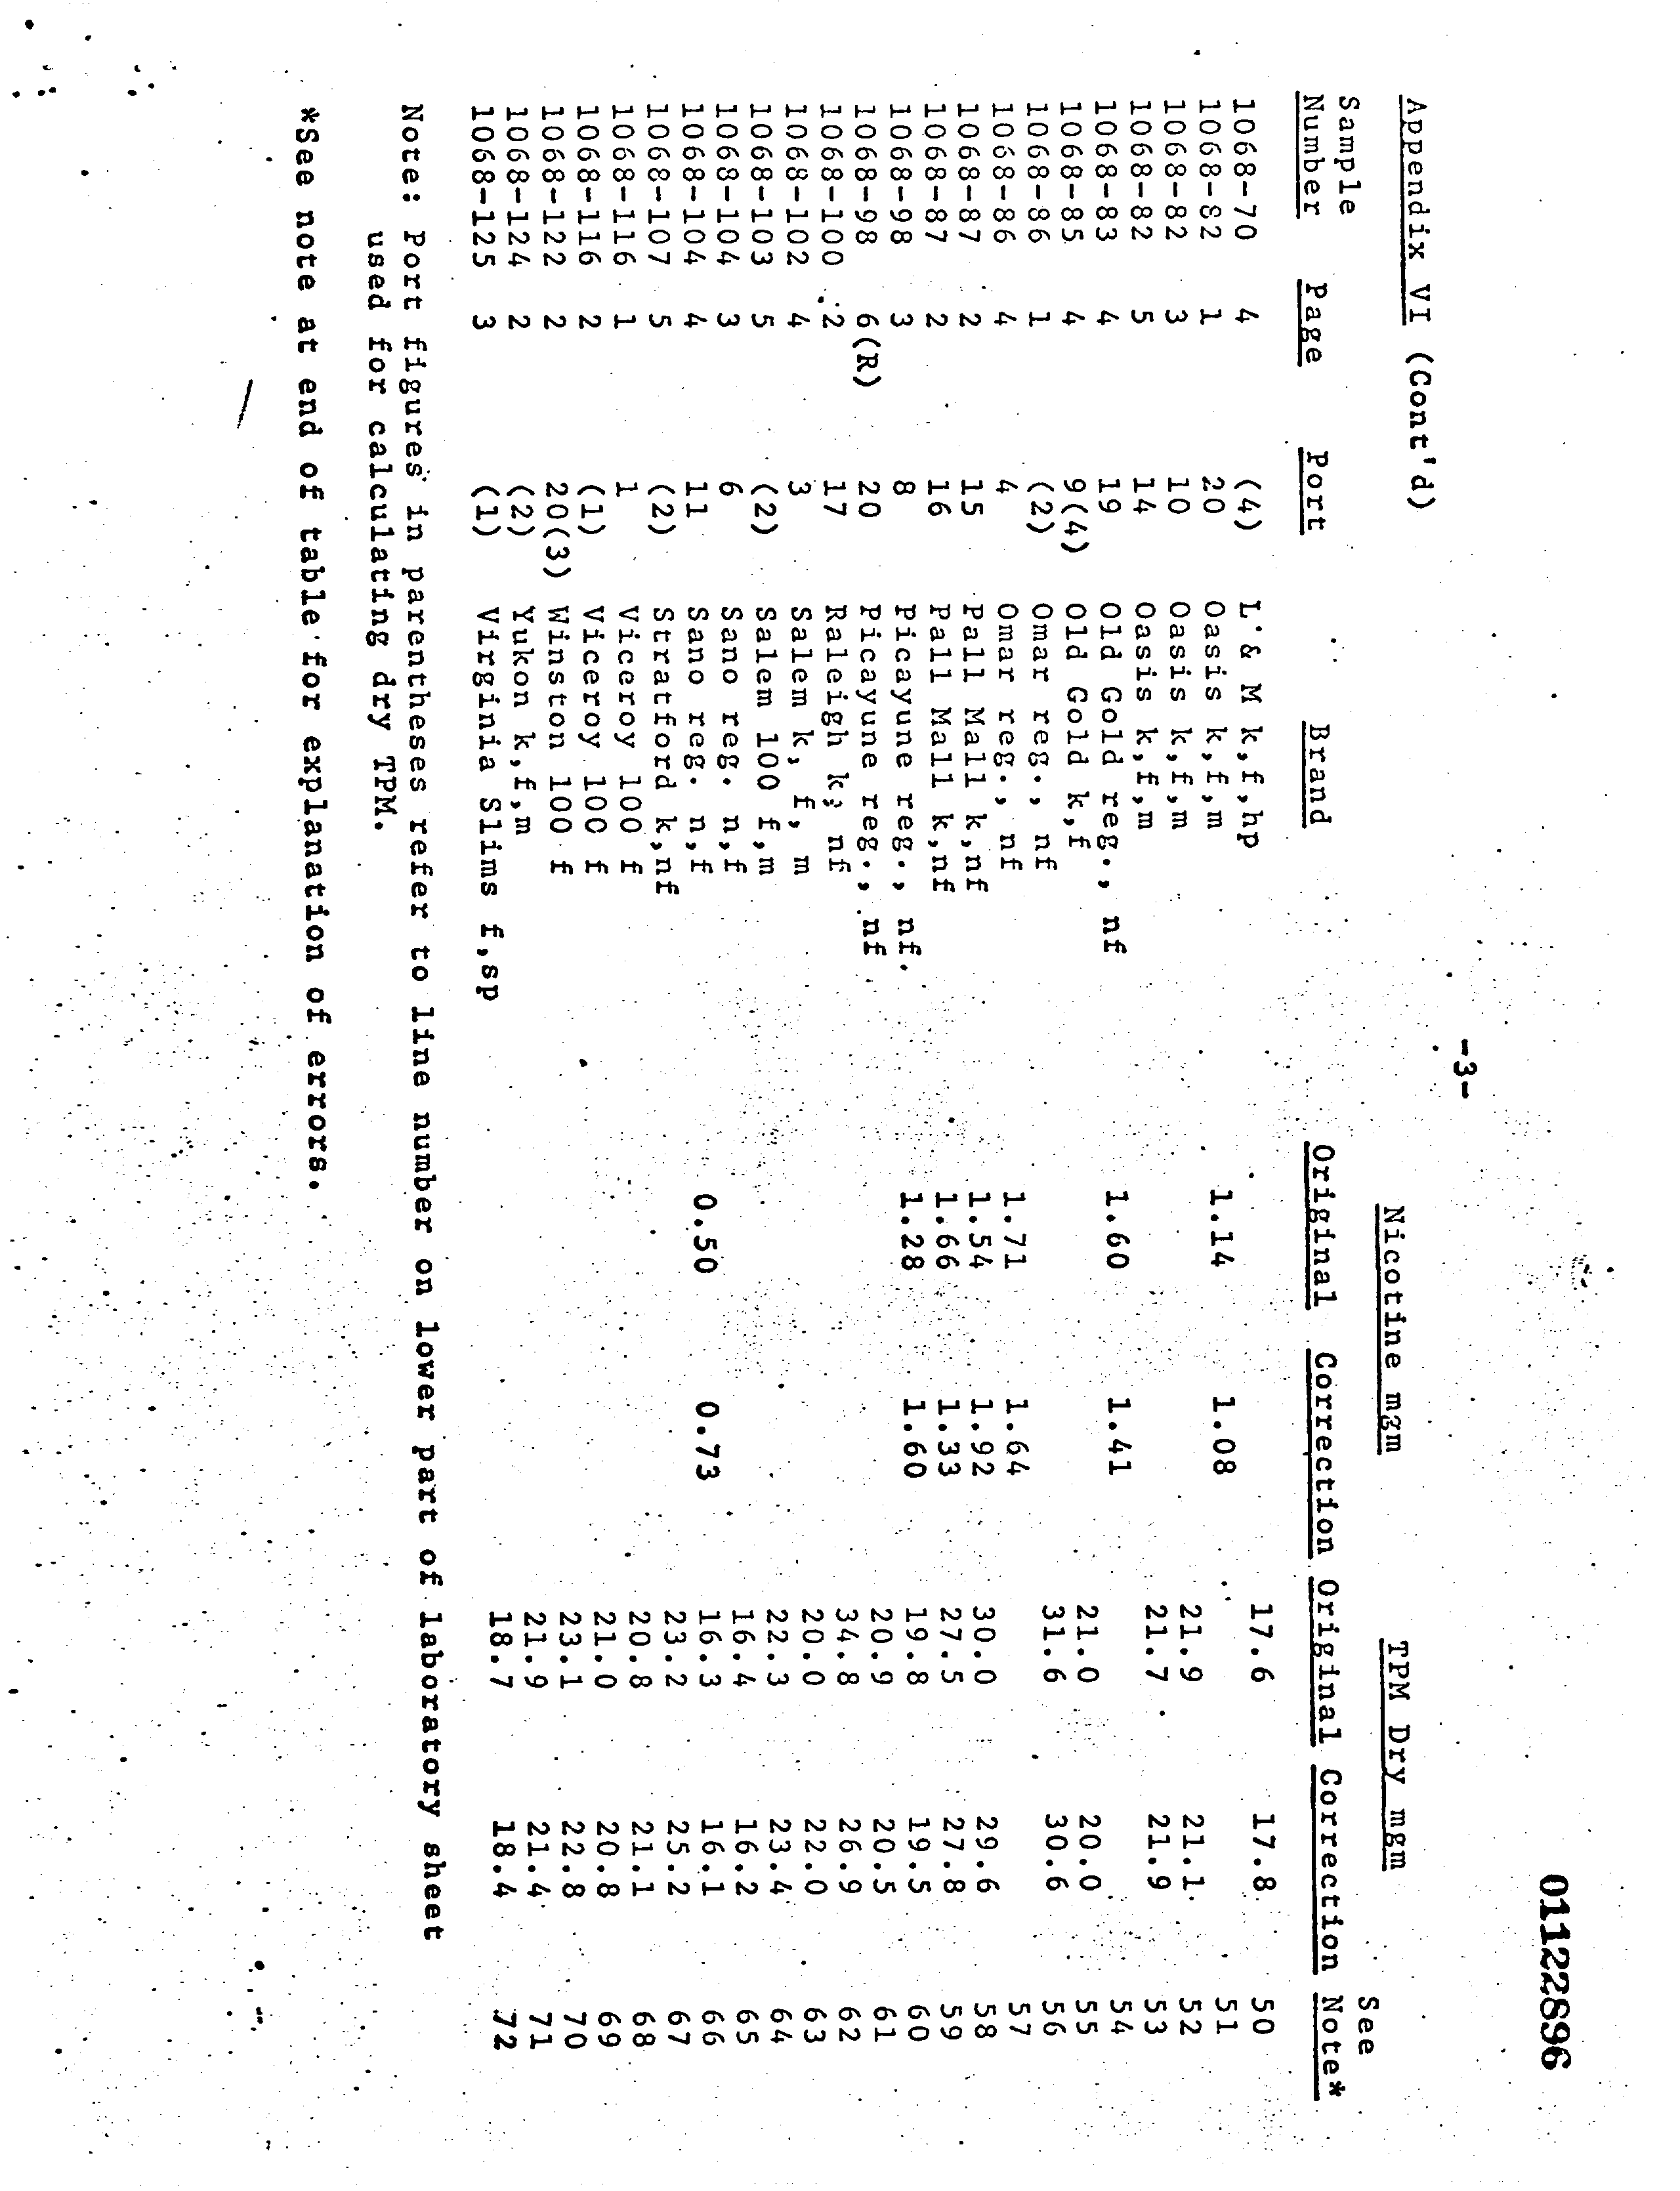 01122896
-3-
Appendix VI (Cont'd)
Nicotine mgm TPM Dry mgm
Sample See
Number Page Port Brand Original Correction Original Correction Note*
1068-70 4 (4) L & M k,f,hp 17.6 17.8 50
1068-82 1 20 Oasis k,f,m 1.14 1.08 51
1068-82 3 10 Oasis k,f,m 21.9 21.1 52
1068-82 5 14 Oasis k,f,m 21.7 21.9 53
1068-83 4 19 Old Gold reg., nf 1.60 1.41 54
1068-85 4 9(4) Old Gold k,f 21.0 20.0 55
1068-86 1 (2) Omar reg., nf 31.6 30.6 56
1068-86 4 4 Omar reg., nf 1.71 1.64 57
1068-87 2 15 Pall Mall k,nf 1.54 1.92 30.0 29.6 58
1068-87 2 16 Pall Mall k,nf 1.66 1.33 27.5 27.8 59
1068-98 3 8 Picayune reg., nf. 1.28 1.60 19.8 19.5 60
1068-98 6(R) 20 Picayune reg., nf 20.9 20.5 61
1068-100 2 17 Raleigh k, nf 34.8 26.9 62
1068-102 4 3 Salem k, f, m 20.0 22.0 63
1068-103 5 (2) Salem 100 f,m 22.3 23.4 64
1068-104 3 6 Sano reg. n,f 16.4 16.2 65
1068-104 4 11 Sano reg. n,f 0.50 0.73 16.3 16.1 66
1068-107 5 (2) Stratford k,nf 23.2 25.2 67
1068-116 1 1 Viceroy 100 f 20.8 21.1 68
1068-116 2 (1) Viceroy 100 f 21.0 20.8 69
1068-122 2 20(3) Winston 100 f 23.1 22.8 70
1068-124 2 (2) Yukon k,f,m 21.9 21.4 71
1068-125 3 (1) Virginia Slims f,sp 18.7 18.4 72
Note: Port figures in parentheses refer to line number on lower part of laboratory sheet
used for calculating dry TPM.
*See note at end of table for explanation of errors.